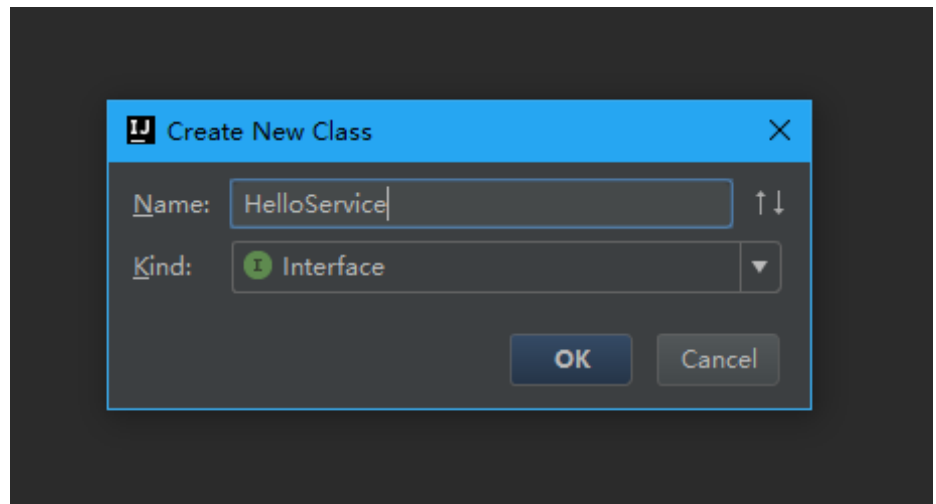 IJ Create New Class
Name: HelloService
Kind: I Interface
OK Cancel